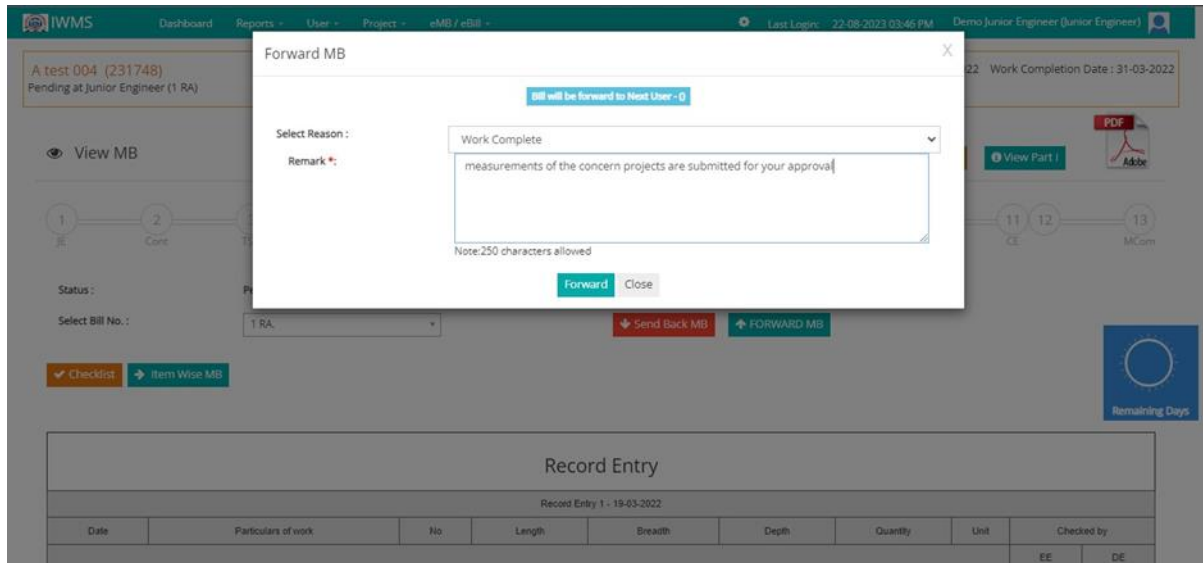 IWMS Dashboard Reports User Project eMB / eBill Last Login: 22-08-2023 03:46 PM Demo Junior Engineer (Junior Engineer)
Forward MB X
A test 004 (231748)
22 Work Completion Date : 31-03-2022
Pending at Junior Engineer (1 RA)
Bill will be forward to Next User - ()
Select Reason : Work Complete
Remark *: measurements of the concern projects are submitted for your approval
Note:250 characters allowed
Forward Close
View MB
View Part I
PDF
Adobe
1 2 11 12 13
JE Cont CE MCom
Status :
Select Bill No. : 1 RA. Send Back MB FORWARD MB
Checklist Item Wise MB
Remaining Days
Record Entry
Record Entry 1 - 19-03-2022
Date Particulars of work No Length Breadth Depth Quantity Unit Checked by
EE DE